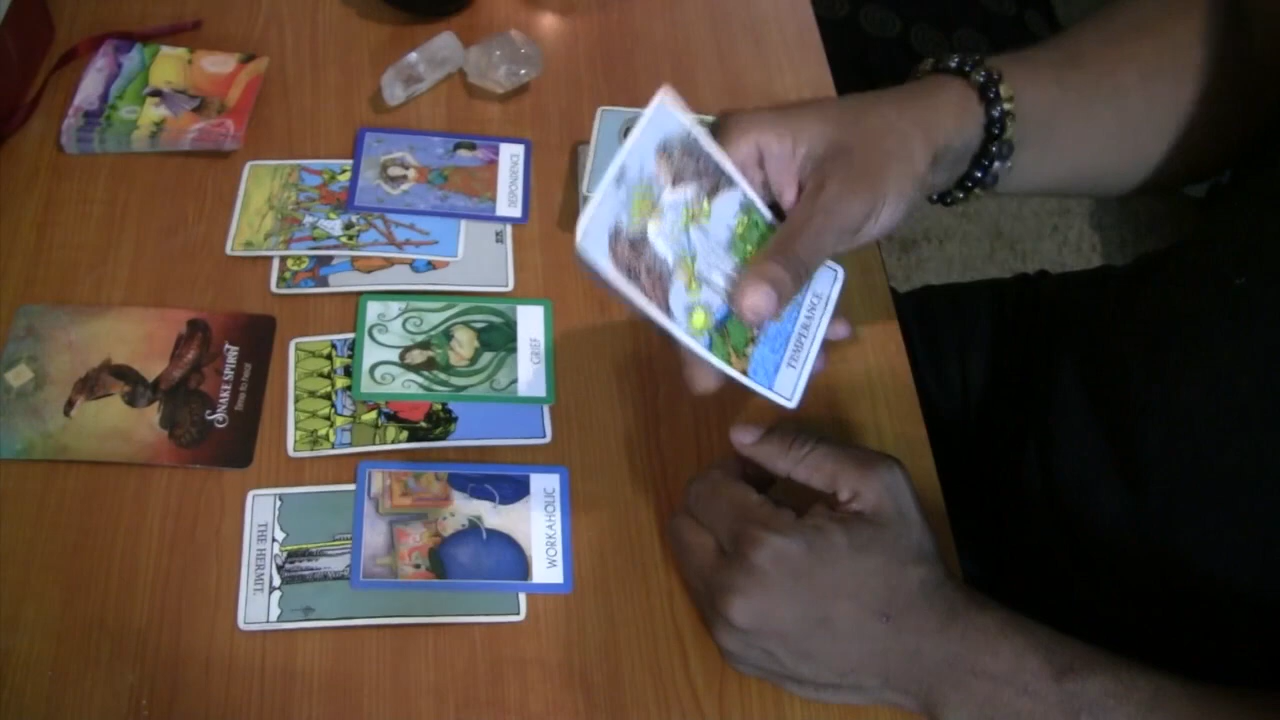 DESPONDENCE
GRIEF
SNAKE SPIRIT
WORKAHOLIC
THE HERMIT.
TEMPERANCE